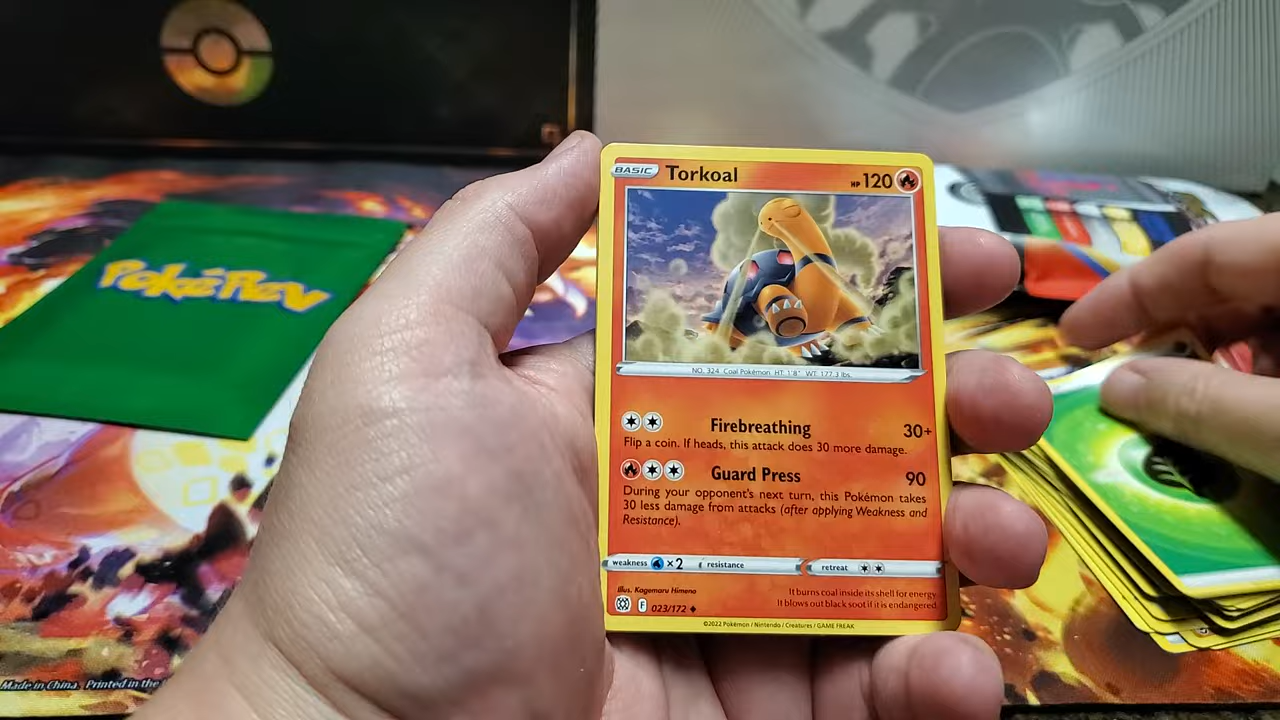 PokéRev
BASIC Torkoal HP 120
NO. 324 Coal Pokémon HT: 1'8" WT: 177.3 lbs.
Firebreathing 30+
Flip a coin. If heads, this attack does 30 more damage.
Guard Press 90
During your opponent's next turn, this Pokémon takes
30 less damage from attacks (after applying Weakness and
Resistance).
weakness ×2 resistance retreat
Illus. Kagemaru Himeno
It burns coal inside its shell for energy.
It blows out black soot if it is endangered.
F 023/172
©2022 Pokémon / Nintendo / Creatures / GAME FREAK
Made in China. Printed in the